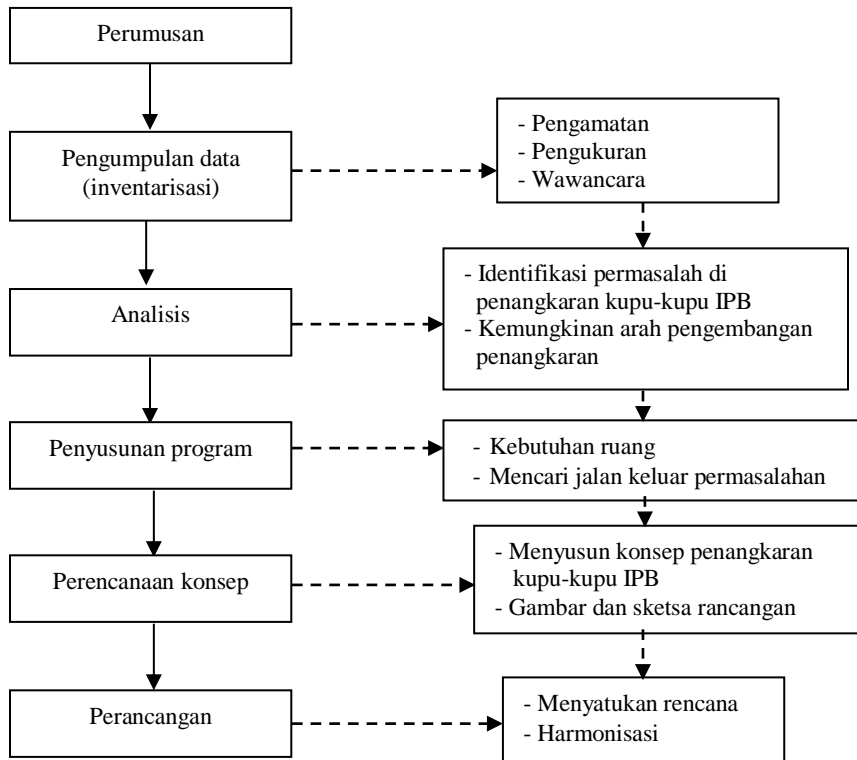 Perumusan
Pengumpulan data
(inventarisasi)
- Pengamatan
- Pengukuran
- Wawancara
Analisis
- Identifikasi permasalah di
penangkaran kupu-kupu IPB
- Kemungkinan arah pengembangan
penangkaran
Penyusunan program
- Kebutuhan ruang
- Mencari jalan keluar permasalahan
Perencanaan konsep
- Menyusun konsep penangkaran
kupu-kupu IPB
- Gambar dan sketsa rancangan
Perancangan
- Menyatukan rencana
- Harmonisasi